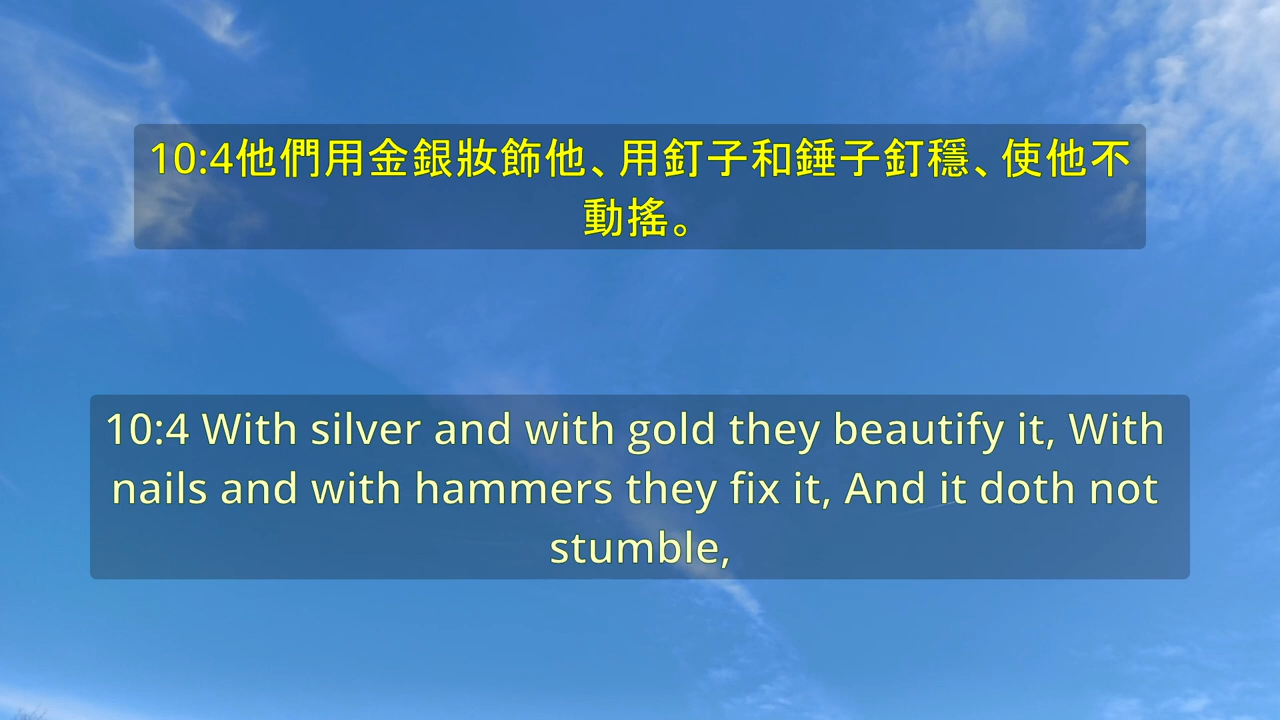 10:4他們用金銀妝飾他、用釘子和錘子釘穩、使他不
動搖。
10:4 With silver and with gold they beautify it, With
nails and with hammers they fix it, And it doth not
stumble,